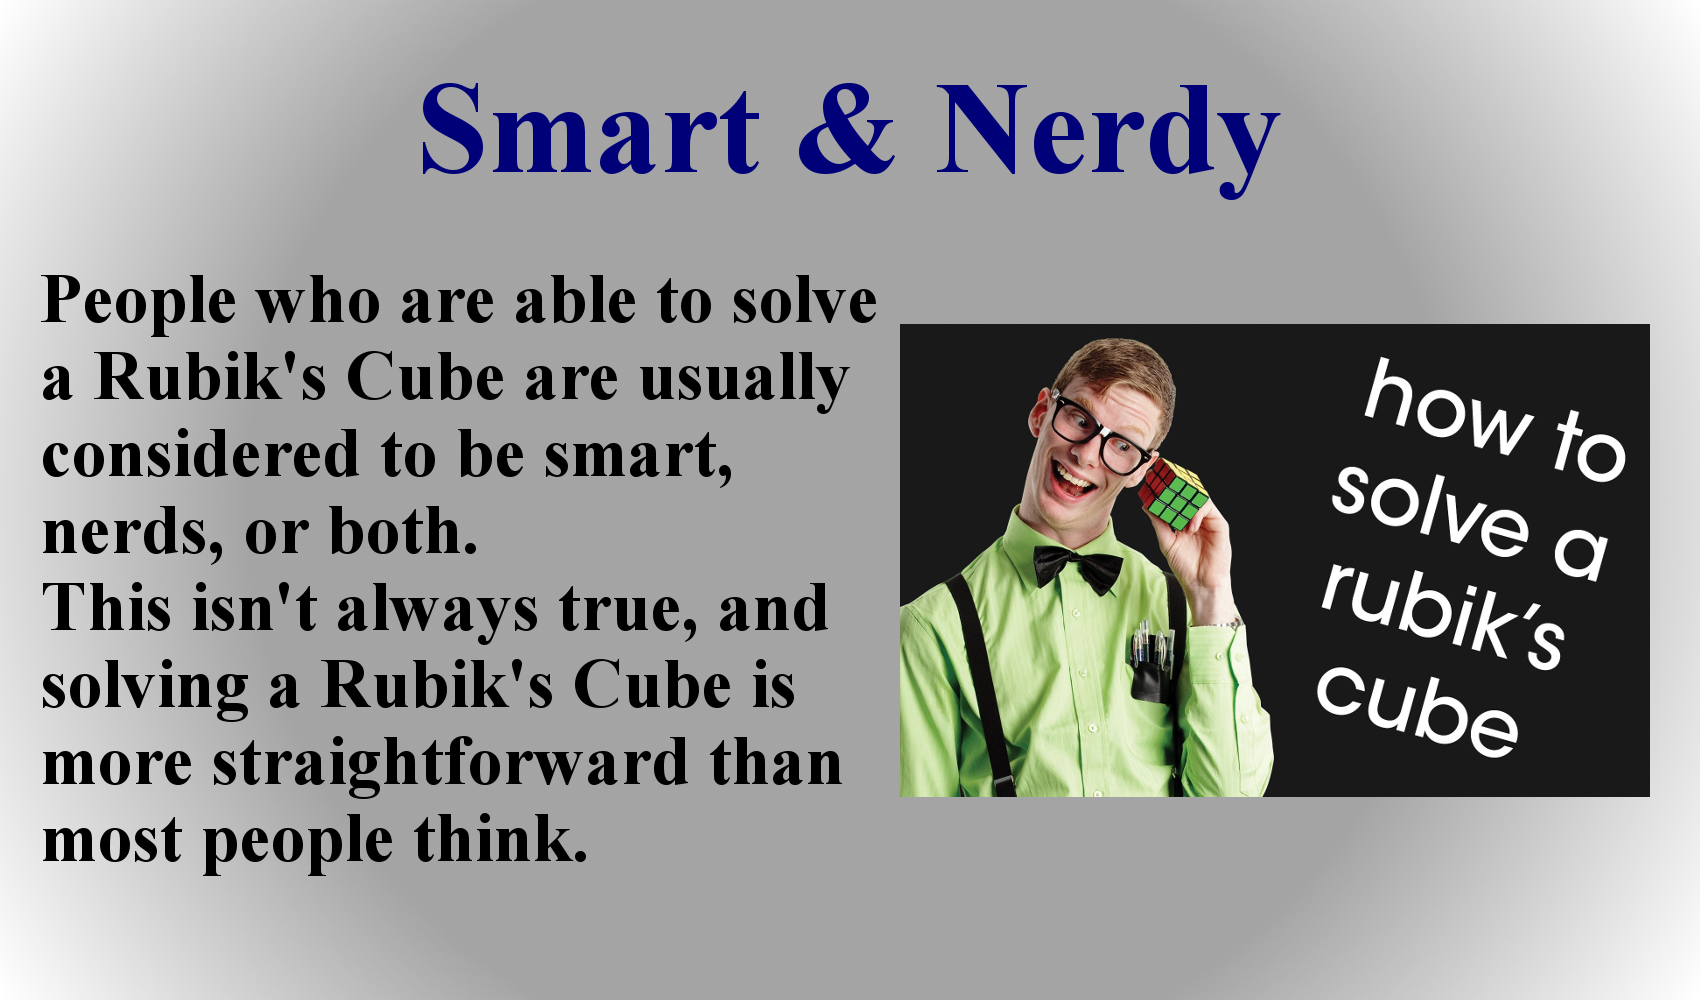 Smart & Nerdy
People who are able to solve
a Rubik's Cube are usually
considered to be smart,
nerds, or both.
This isn't always true, and
solving a Rubik's Cube is
more straightforward than
most people think.
how to
solve a
rubik’s
cube